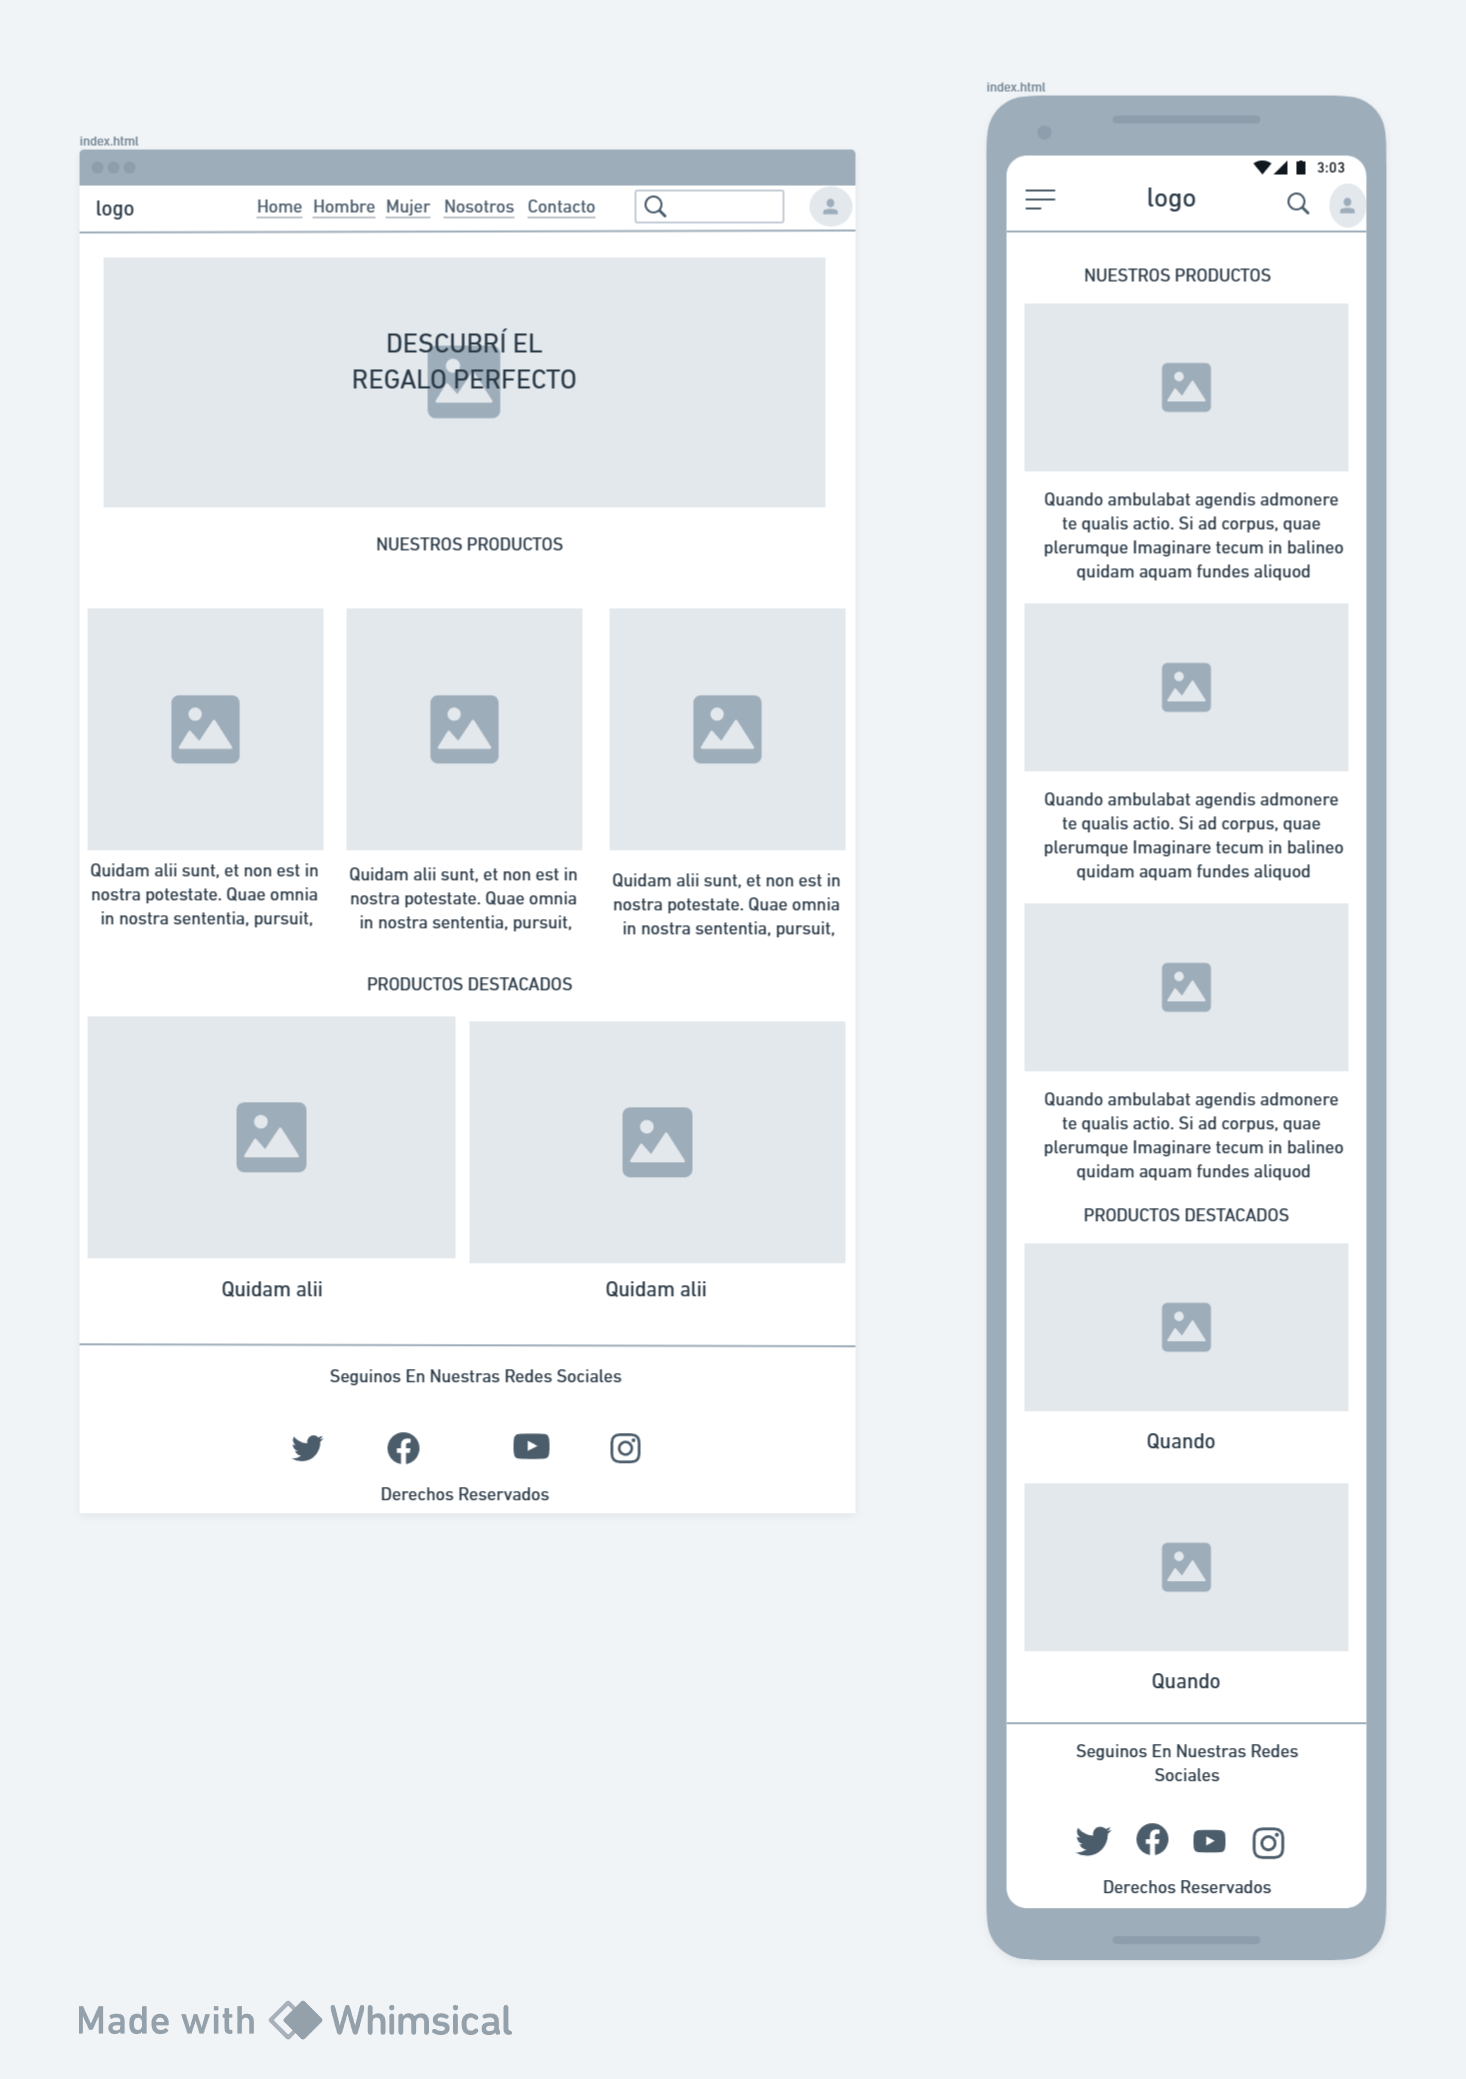 index.html
logo
Home Hombre Mujer Nosotros Contacto
DESCUBRÍ EL
REGALO PERFECTO
NUESTROS PRODUCTOS
Quidam alii sunt, et non est in
nostra potestate. Quae omnia
in nostra sententia, pursuit,
Quidam alii sunt, et non est in
nostra potestate. Quae omnia
in nostra sententia, pursuit,
Quidam alii sunt, et non est in
nostra potestate. Quae omnia
in nostra sententia, pursuit,
PRODUCTOS DESTACADOS
Quidam alii
Quidam alii
Seguinos En Nuestras Redes Sociales
Derechos Reservados
index.html
3:03
logo
NUESTROS PRODUCTOS
Quando ambulabat agendis admonere
te qualis actio. Si ad corpus, quae
plerumque Imaginare tecum in balineo
quidam aquam fundes aliquod
Quando ambulabat agendis admonere
te qualis actio. Si ad corpus, quae
plerumque Imaginare tecum in balineo
quidam aquam fundes aliquod
Quando ambulabat agendis admonere
te qualis actio. Si ad corpus, quae
plerumque Imaginare tecum in balineo
quidam aquam fundes aliquod
PRODUCTOS DESTACADOS
Quando
Quando
Seguinos En Nuestras Redes
Sociales
Derechos Reservados
Made with Whimsical